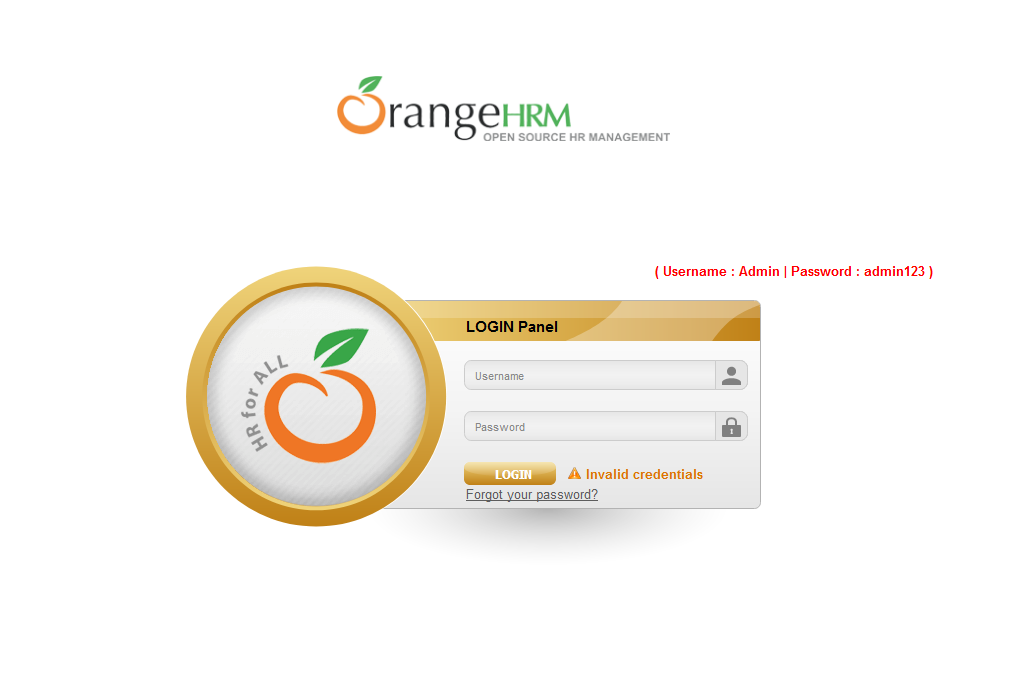 OrangeHRM
OPEN SOURCE HR MANAGEMENT
( Username : Admin | Password : admin123 )
LOGIN Panel
HR for ALL
Username
Password
LOGIN
Invalid credentials
Forgot your password?